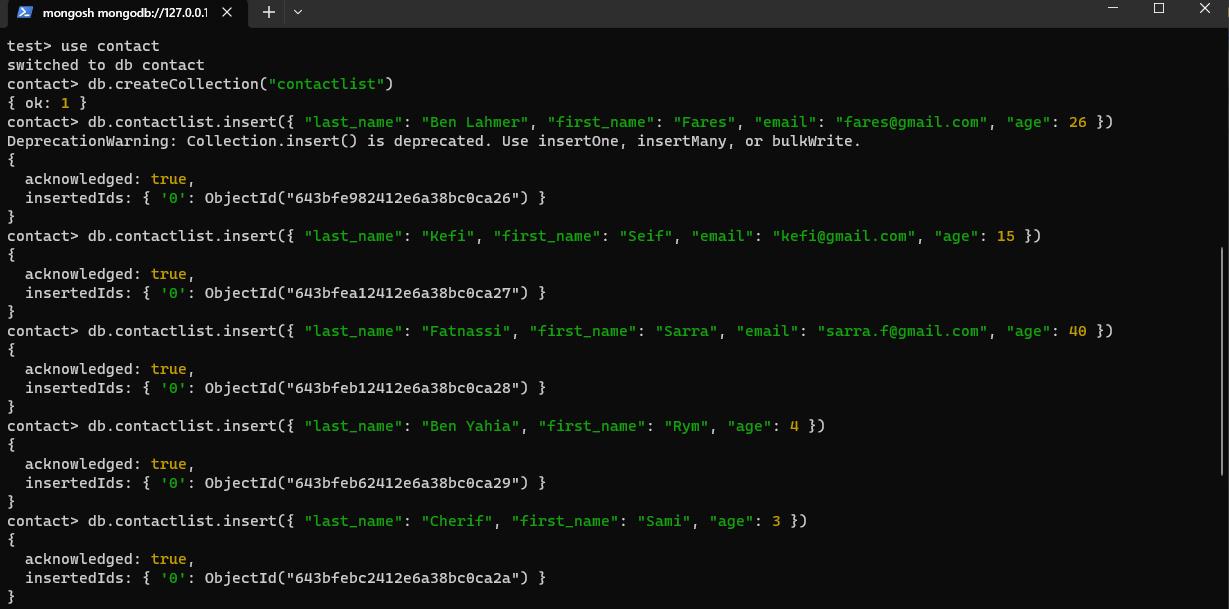 mongosh mongodb://127.0.0.1
test> use contact
switched to db contact
contact> db.createCollection("contactlist")
{ ok: 1 }
contact> db.contactlist.insert({ "last_name": "Ben Lahmer", "first_name": "Fares", "email": "fares@gmail.com", "age": 26 })
DeprecationWarning: Collection.insert() is deprecated. Use insertOne, insertMany, or bulkWrite.
{
  acknowledged: true,
  insertedIds: { '0': ObjectId("643bfe982412e6a38bc0ca26") }
}
contact> db.contactlist.insert({ "last_name": "Kefi", "first_name": "Seif", "email": "kefi@gmail.com", "age": 15 })
{
  acknowledged: true,
  insertedIds: { '0': ObjectId("643bfea12412e6a38bc0ca27") }
}
contact> db.contactlist.insert({ "last_name": "Fatnassi", "first_name": "Sarra", "email": "sarra.f@gmail.com", "age": 40 })
{
  acknowledged: true,
  insertedIds: { '0': ObjectId("643bfeb12412e6a38bc0ca28") }
}
contact> db.contactlist.insert({ "last_name": "Ben Yahia", "first_name": "Rym", "age": 4 })
{
  acknowledged: true,
  insertedIds: { '0': ObjectId("643bfeb62412e6a38bc0ca29") }
}
contact> db.contactlist.insert({ "last_name": "Cherif", "first_name": "Sami", "age": 3 })
{
  acknowledged: true,
  insertedIds: { '0': ObjectId("643bfebc2412e6a38bc0ca2a") }
}